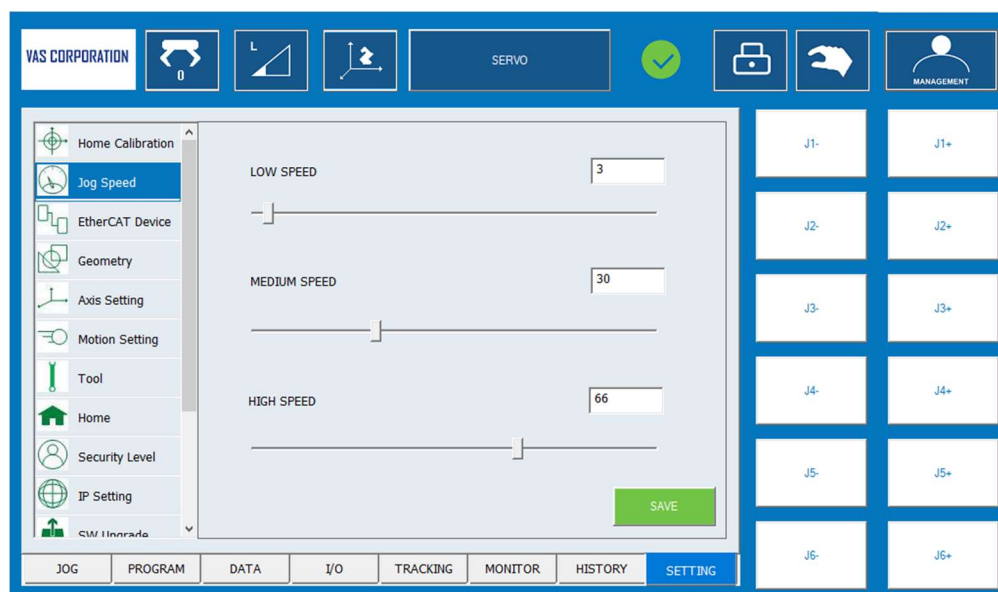 VAS CORPORATION
0
L
SERVO
MANAGEMENT
Home Calibration
Jog Speed
EtherCAT Device
Geometry
Axis Setting
Motion Setting
Tool
Home
Security Level
IP Setting
SW Upgrade
LOW SPEED
3
MEDIUM SPEED
30
HIGH SPEED
66
SAVE
J1-
J1+
J2-
J2+
J3-
J3+
J4-
J4+
J5-
J5+
J6-
J6+
JOG
PROGRAM
DATA
I/O
TRACKING
MONITOR
HISTORY
SETTING